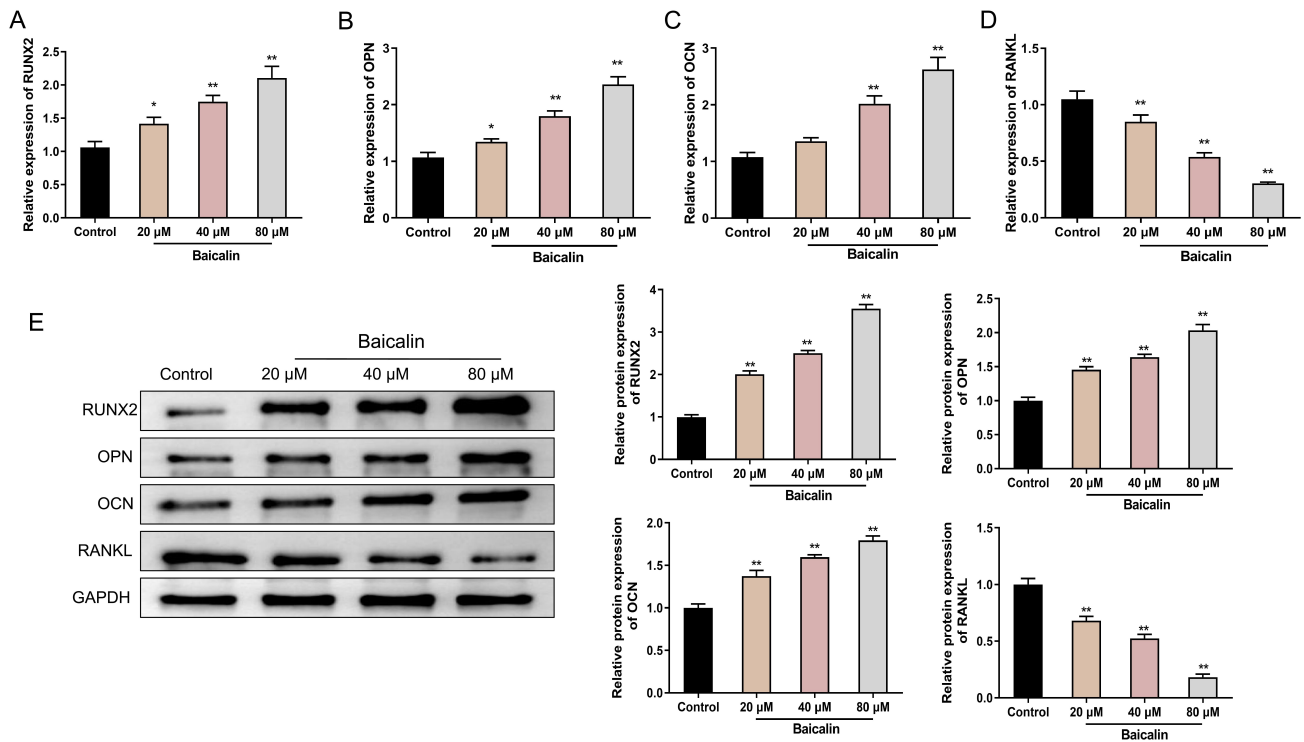 A
Relative expression of RUNX2
2.5
2.0
1.5
1.0
0.5
0.0
*
**
**
Control 20 µM 40 µM 80 µM
Baicalin
B
Relative expression of OPN
3
2
1
0
*
**
**
Control 20 µM 40 µM 80 µM
Baicalin
C
Relative expression of OCN
3
2
1
0
**
**
Control 20 µM 40 µM 80 µM
Baicalin
D
Relative expression of RANKL
1.5
1.0
0.5
0.0
**
**
**
Control 20 µM 40 µM 80 µM
Baicalin
E
Baicalin
Control 20 µM 40 µM 80 µM
RUNX2
OPN
OCN
RANKL
GAPDH
Relative protein expression
of RUNX2
4
3
2
1
0
**
**
**
Control 20 µM 40 µM 80 µM
Baicalin
Relative protein expression
of OPN
2.5
2.0
1.5
1.0
0.5
0.0
**
**
**
Control 20 µM 40 µM 80 µM
Baicalin
Relative protein expression
of OCN
2.0
1.5
1.0
0.5
0.0
**
**
**
Control 20 µM 40 µM 80 µM
Baicalin
Relative protein expression
of RANKL
1.5
1.0
0.5
0.0
**
**
**
Control 20 µM 40 µM 80 µM
Baicalin